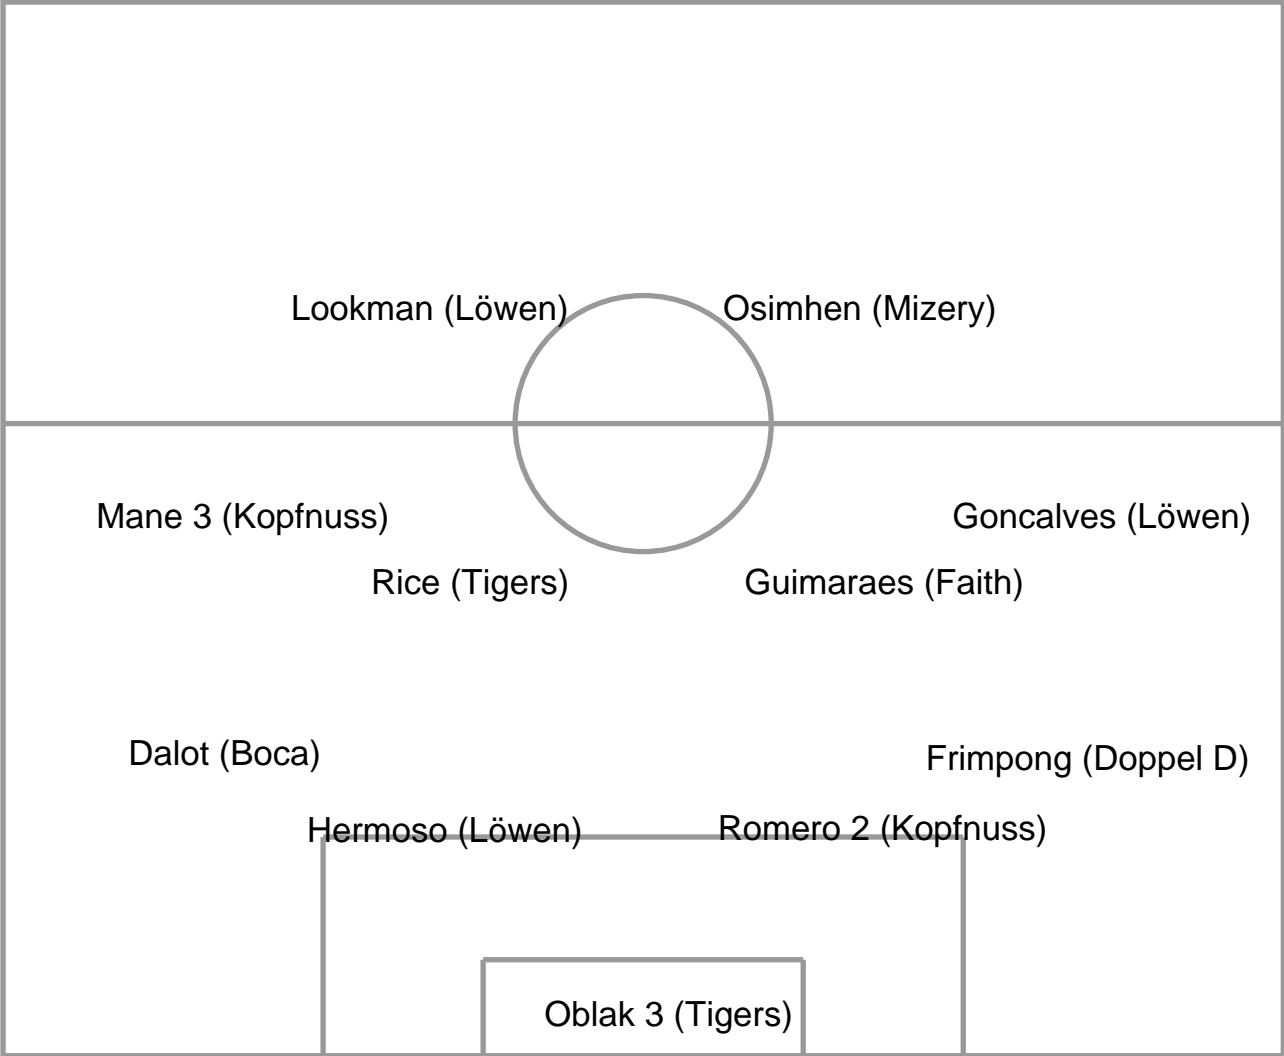 Lookman (Löwen)
Osimhen (Mizery)
Mane 3 (Kopfnuss)
Goncalves (Löwen)
Rice (Tigers)
Guimaraes (Faith)
Dalot (Boca)
Frimpong (Doppel D)
Hermoso (Löwen)
Romero 2 (Kopfnuss)
Oblak 3 (Tigers)